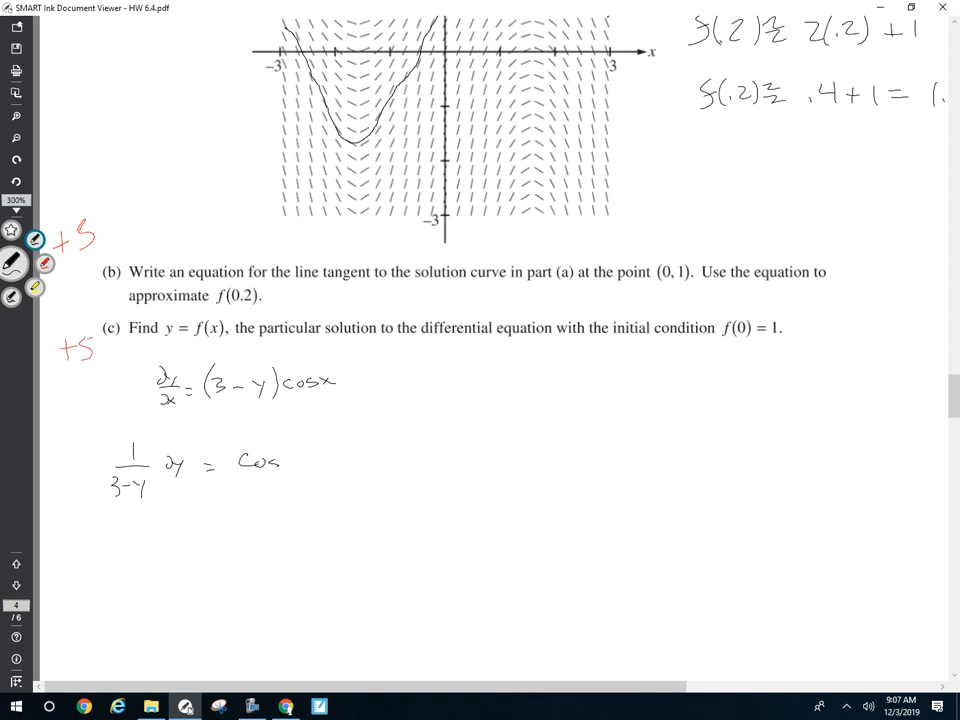 SMART Ink Document Viewer - HW 6.4.pdf
f(.2)≈ 2(.2) +1
-3
3
x
f(.2)≈ .4+1= 1.
300%
-3
+5
(b) Write an equation for the line tangent to the solution curve in part (a) at the point (0, 1). Use the equation to
approximate f(0.2).
(c) Find y = f(x), the particular solution to the differential equation with the initial condition f(0) = 1.
+5
dy/dx = (3-y)cosx
1/(3-y) dy = cos
4
/ 6
9:07 AM
12/3/2019